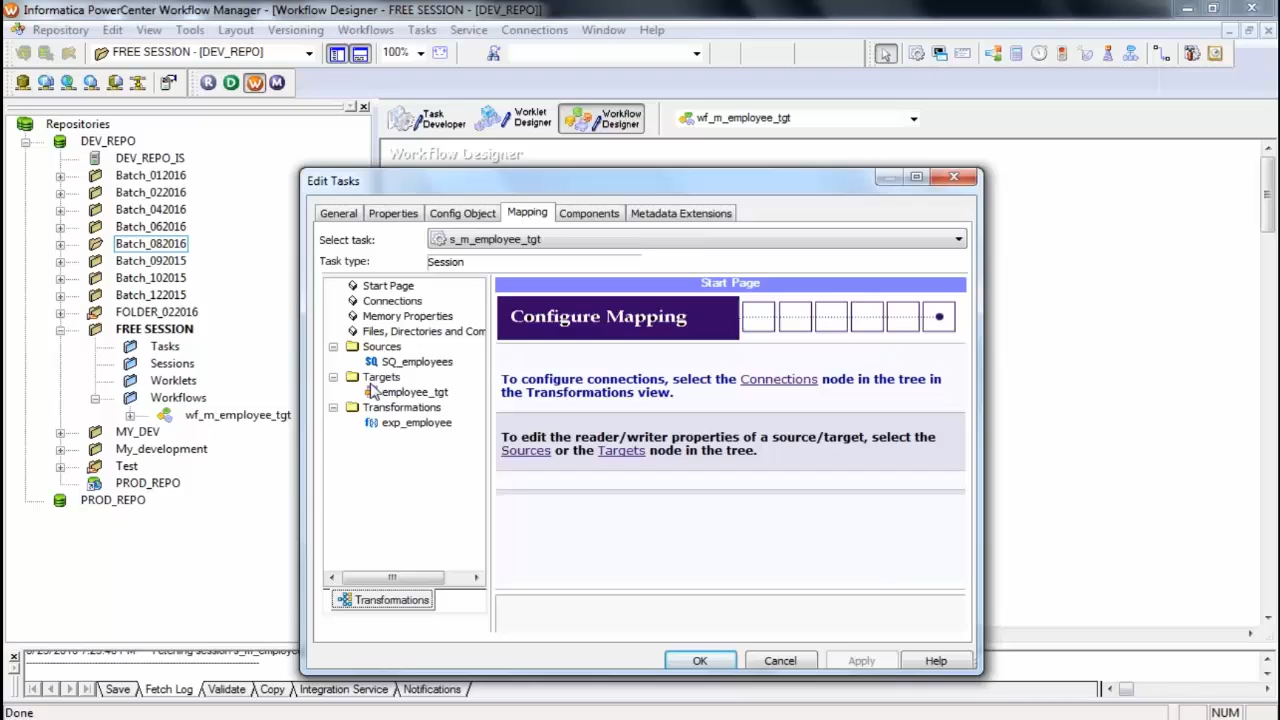 Informatica PowerCenter Workflow Manager - [Workflow Designer - FREE SESSION - [DEV_REPO]]
Repository Edit View Tools Layout Versioning Workflows Tasks Service Connections Window Help
FREE SESSION - [DEV_REPO] 100%
R D W M
Task Developer
Worklet Designer
Workflow Designer
wf_m_employee_tgt
Workflow Designer
Repositories
DEV_REPO
DEV_REPO_IS
Batch_012016
Batch_022016
Batch_042016
Batch_062016
Batch_082016
Batch_092015
Batch_102015
Batch_122015
FOLDER_022016
FREE SESSION
Tasks
Sessions
Worklets
Workflows
wf_m_employee_tgt
MY_DEV
My_development
Test
PROD_REPO
PROD_REPO
Edit Tasks
General Properties Config Object Mapping Components Metadata Extensions
Select task: s_m_employee_tgt
Task type: Session
Start Page
Connections
Memory Properties
Files, Directories and Com
Sources
SQ_employees
Targets
employee_tgt
Transformations
exp_employee
Transformations
Start Page
Configure Mapping
To configure connections, select the Connections node in the tree in
the Transformations view.
To edit the reader/writer properties of a source/target, select the
Sources or the Targets node in the tree.
OK Cancel Apply Help
Fetching session s_m_employe
Save Fetch Log Validate Copy Integration Service Notifications
Done NUM